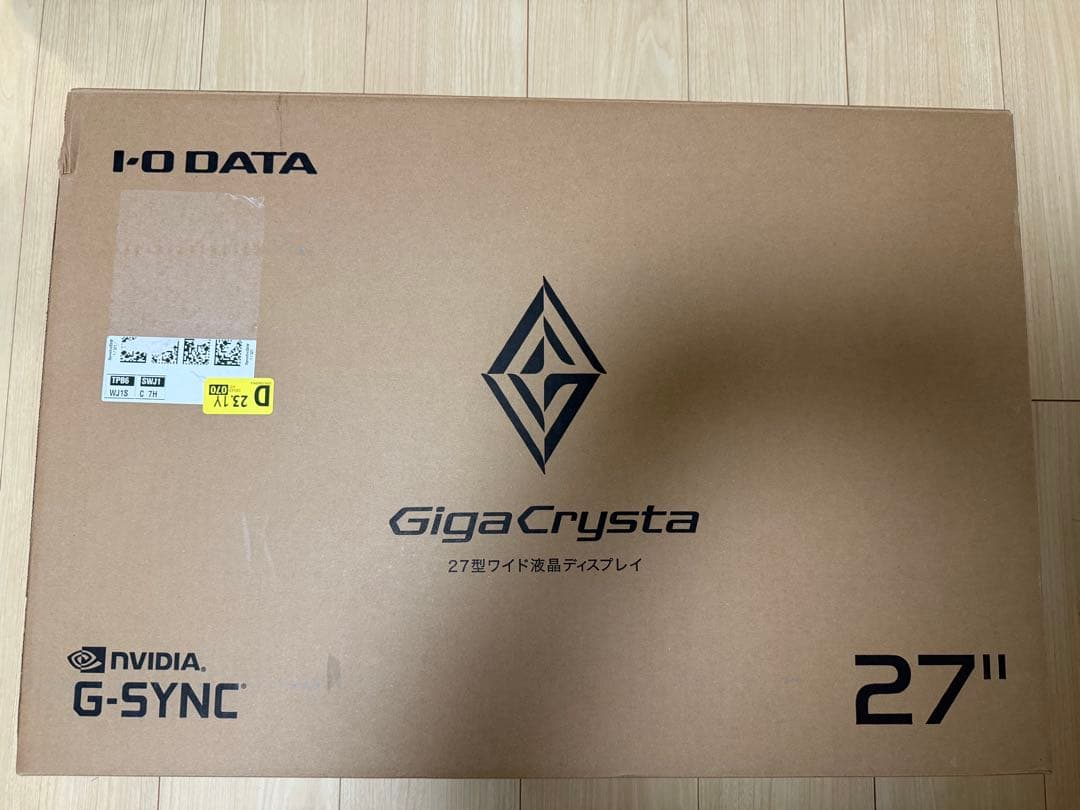 I-O DATA
TPB6 SWJ1
WJ1S C 7H
D 23.1Y
070
GigaCrysta
27型ワイド液晶ディスプレイ
NVIDIA®
G-SYNC®
27"